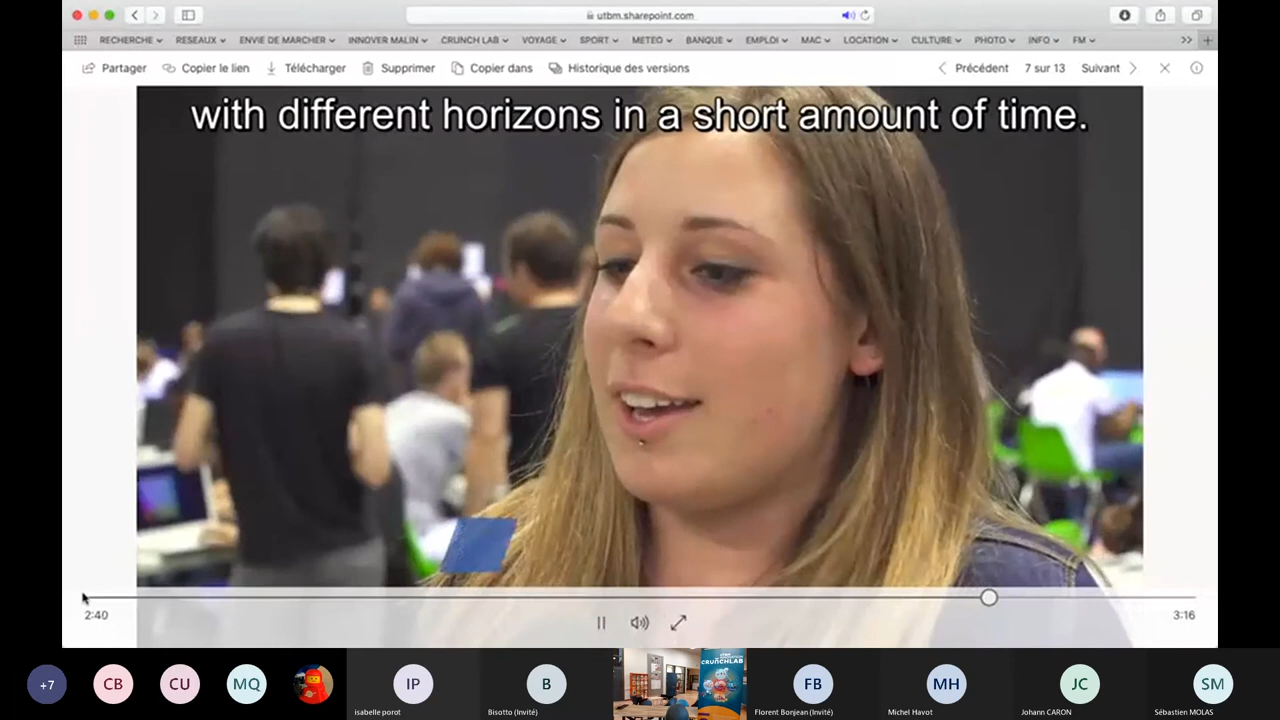 utbm.sharepoint.com
RECHERCHE RESEAUX ENVIE DE MARCHER INNOVER MALIN CRUNCH LAB VOYAGE SPORT METEO BANQUE EMPLOI MAC LOCATION CULTURE PHOTO INFO FM
Partager Copier le lien Télécharger Supprimer Copier dans Historique des versions Précédent 7 sur 13 Suivant
with different horizons in a short amount of time.
2:40 3:16
+7 CB CU MQ IP B FB MH JC SM
CRUNCHLAB
isabelle porot Bisotto (Invité) Florent Bonjean (Invité) Michel Havot Johann CARON Sébastien MOLAS